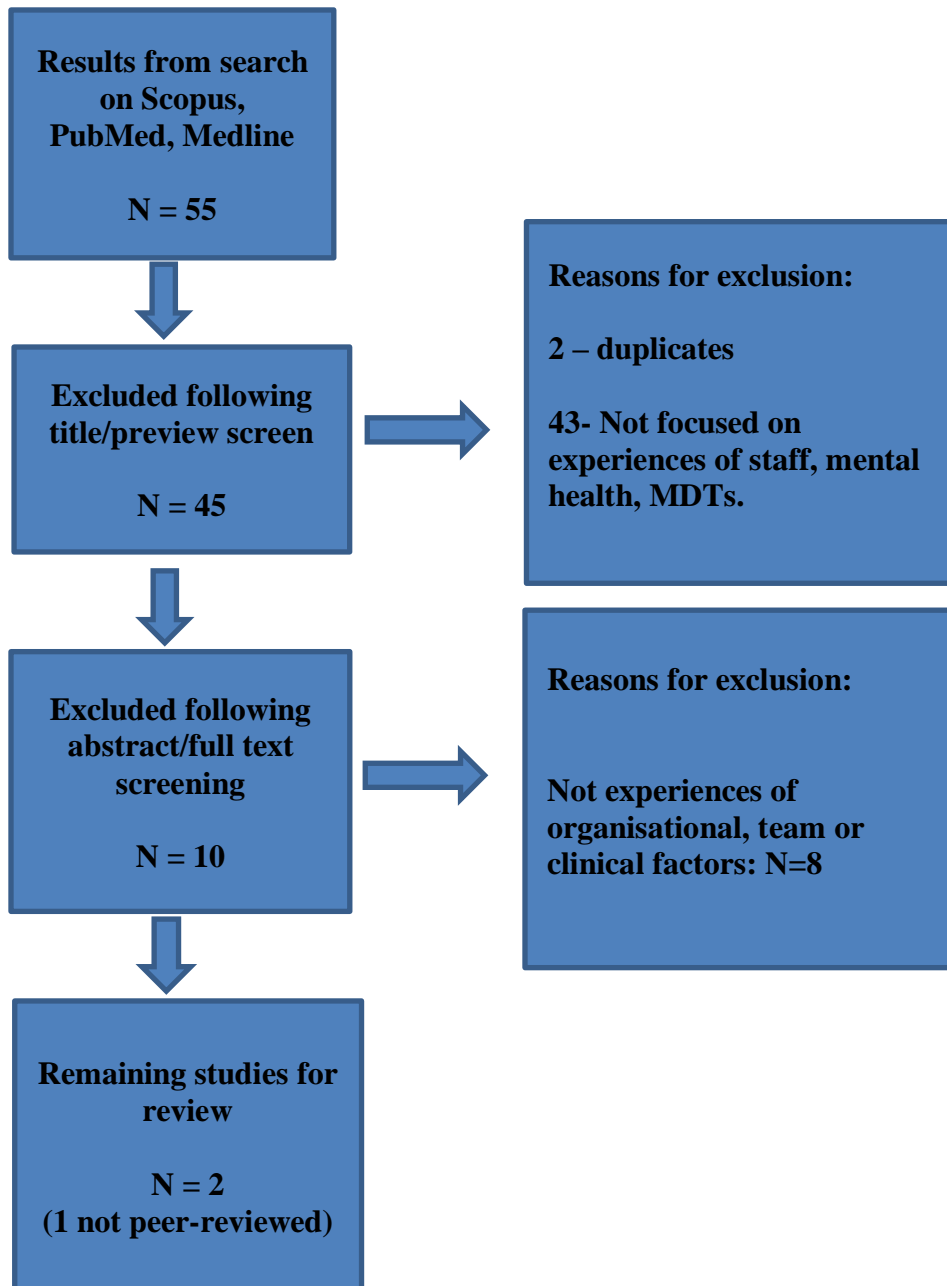 Results from search
on Scopus,
PubMed, Medline
N = 55
Excluded following
title/preview screen
N = 45
Reasons for exclusion:
2 – duplicates
43- Not focused on
experiences of staff, mental
health, MDTs.
Excluded following
abstract/full text
screening
N = 10
Reasons for exclusion:
Not experiences of
organisational, team or
clinical factors: N=8
Remaining studies for
review
N = 2
(1 not peer-reviewed)